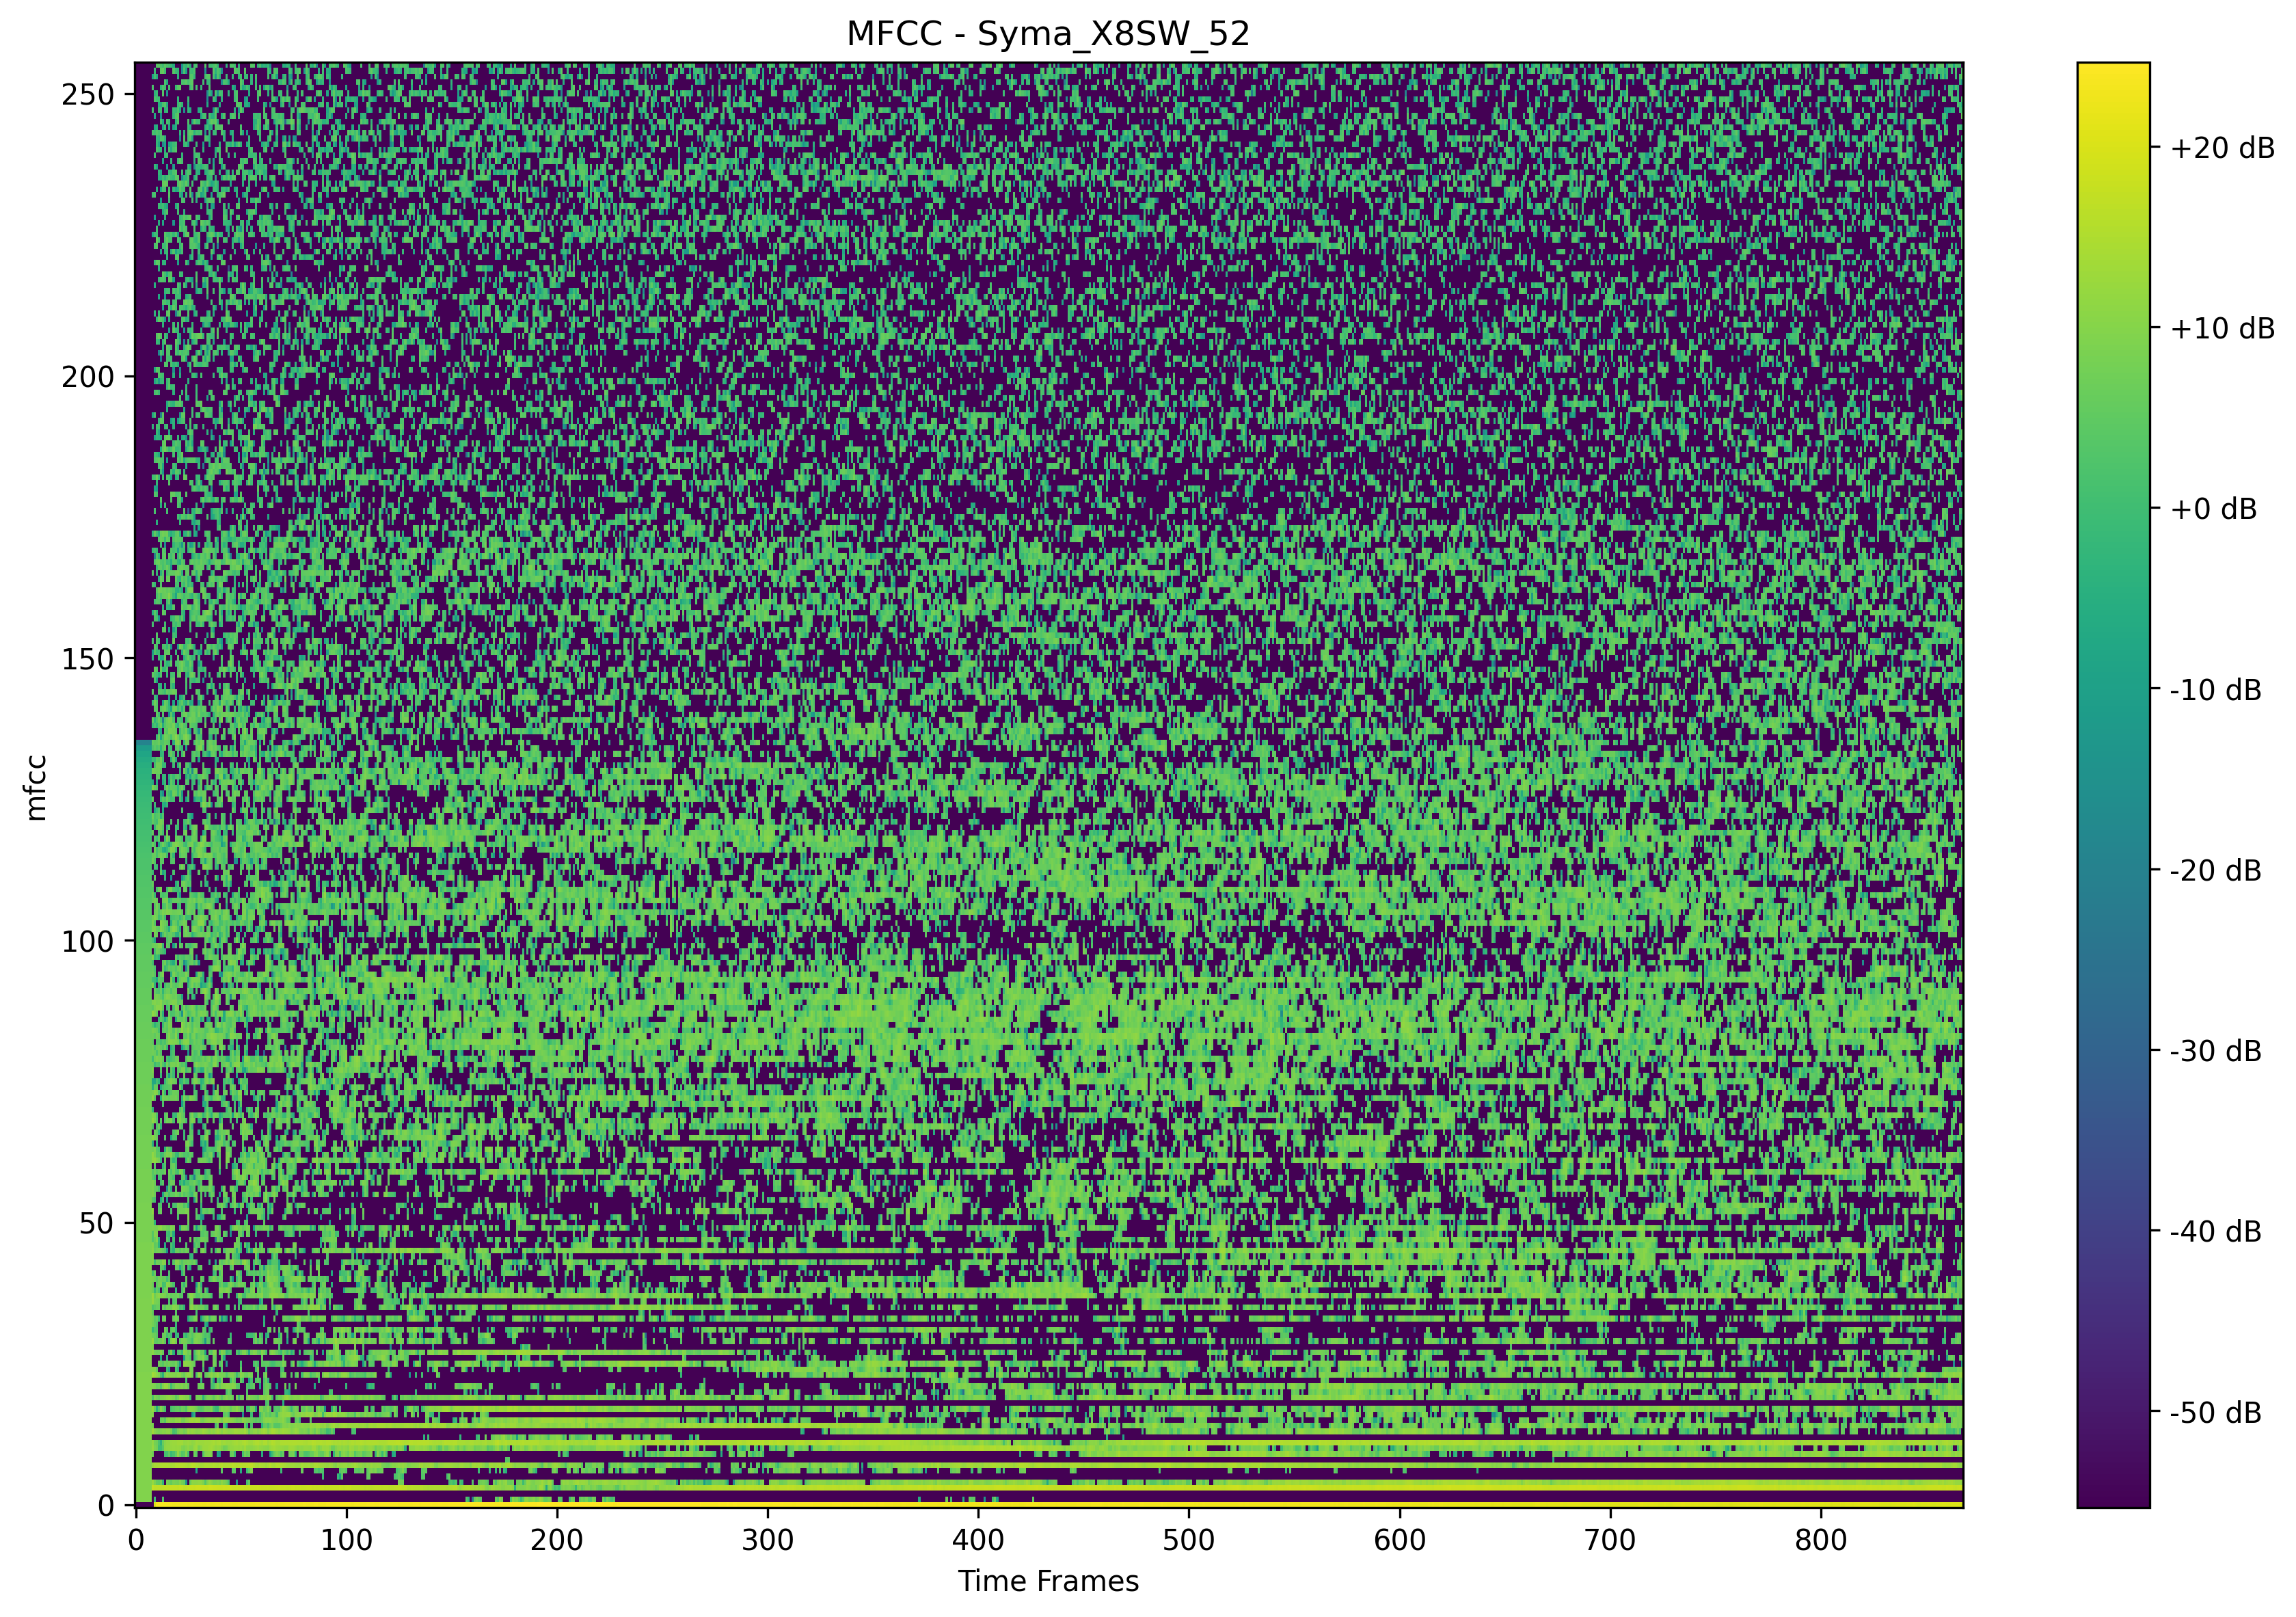 MFCC - Syma_X8SW_52
250
200
150
100
50
0
mfcc
0 100 200 300 400 500 600 700 800
Time Frames
+20 dB
+10 dB
+0 dB
-10 dB
-20 dB
-30 dB
-40 dB
-50 dB